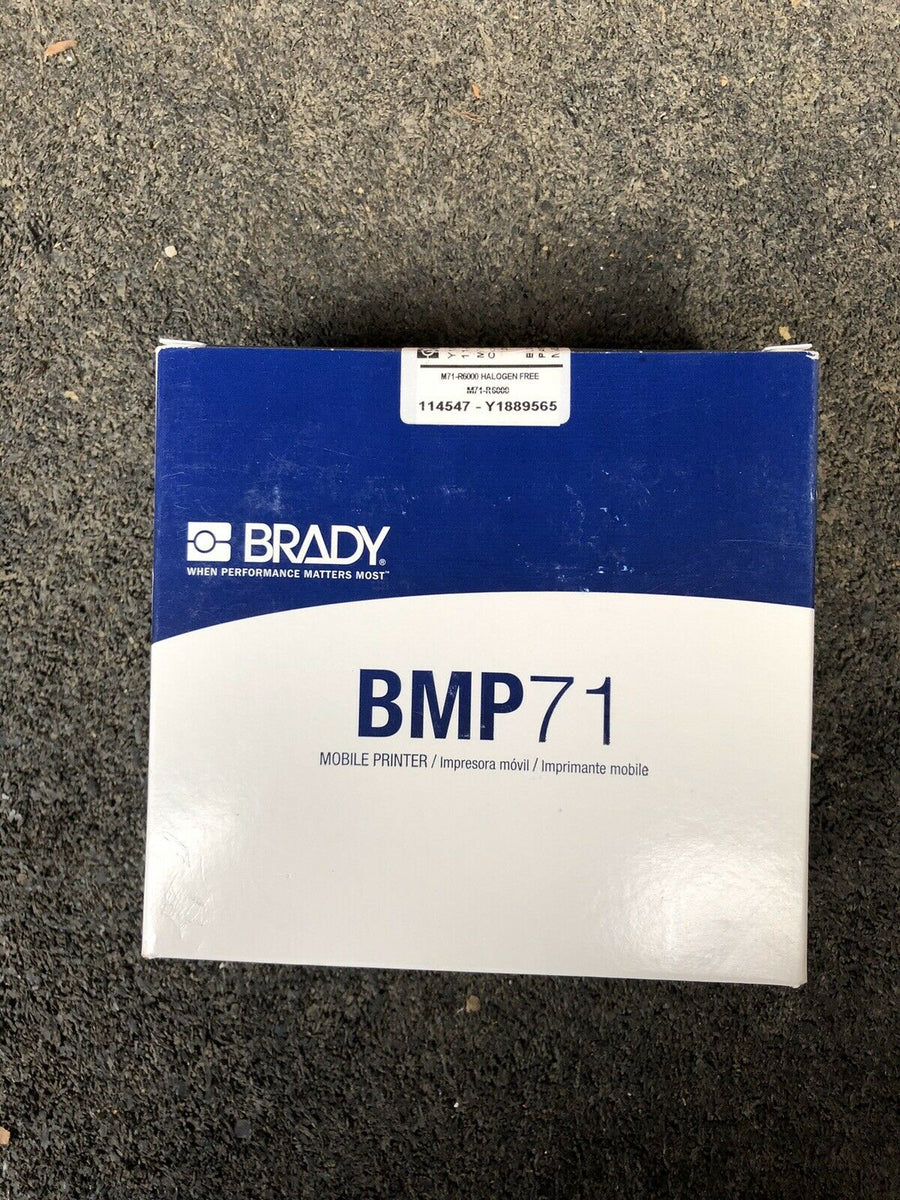 M71-R6000 HALOGEN FREE
M71-R6000
114547 - Y1889565
BRADY®
WHEN PERFORMANCE MATTERS MOST™
BMP71
MOBILE PRINTER / Impresora móvil / Imprimante mobile